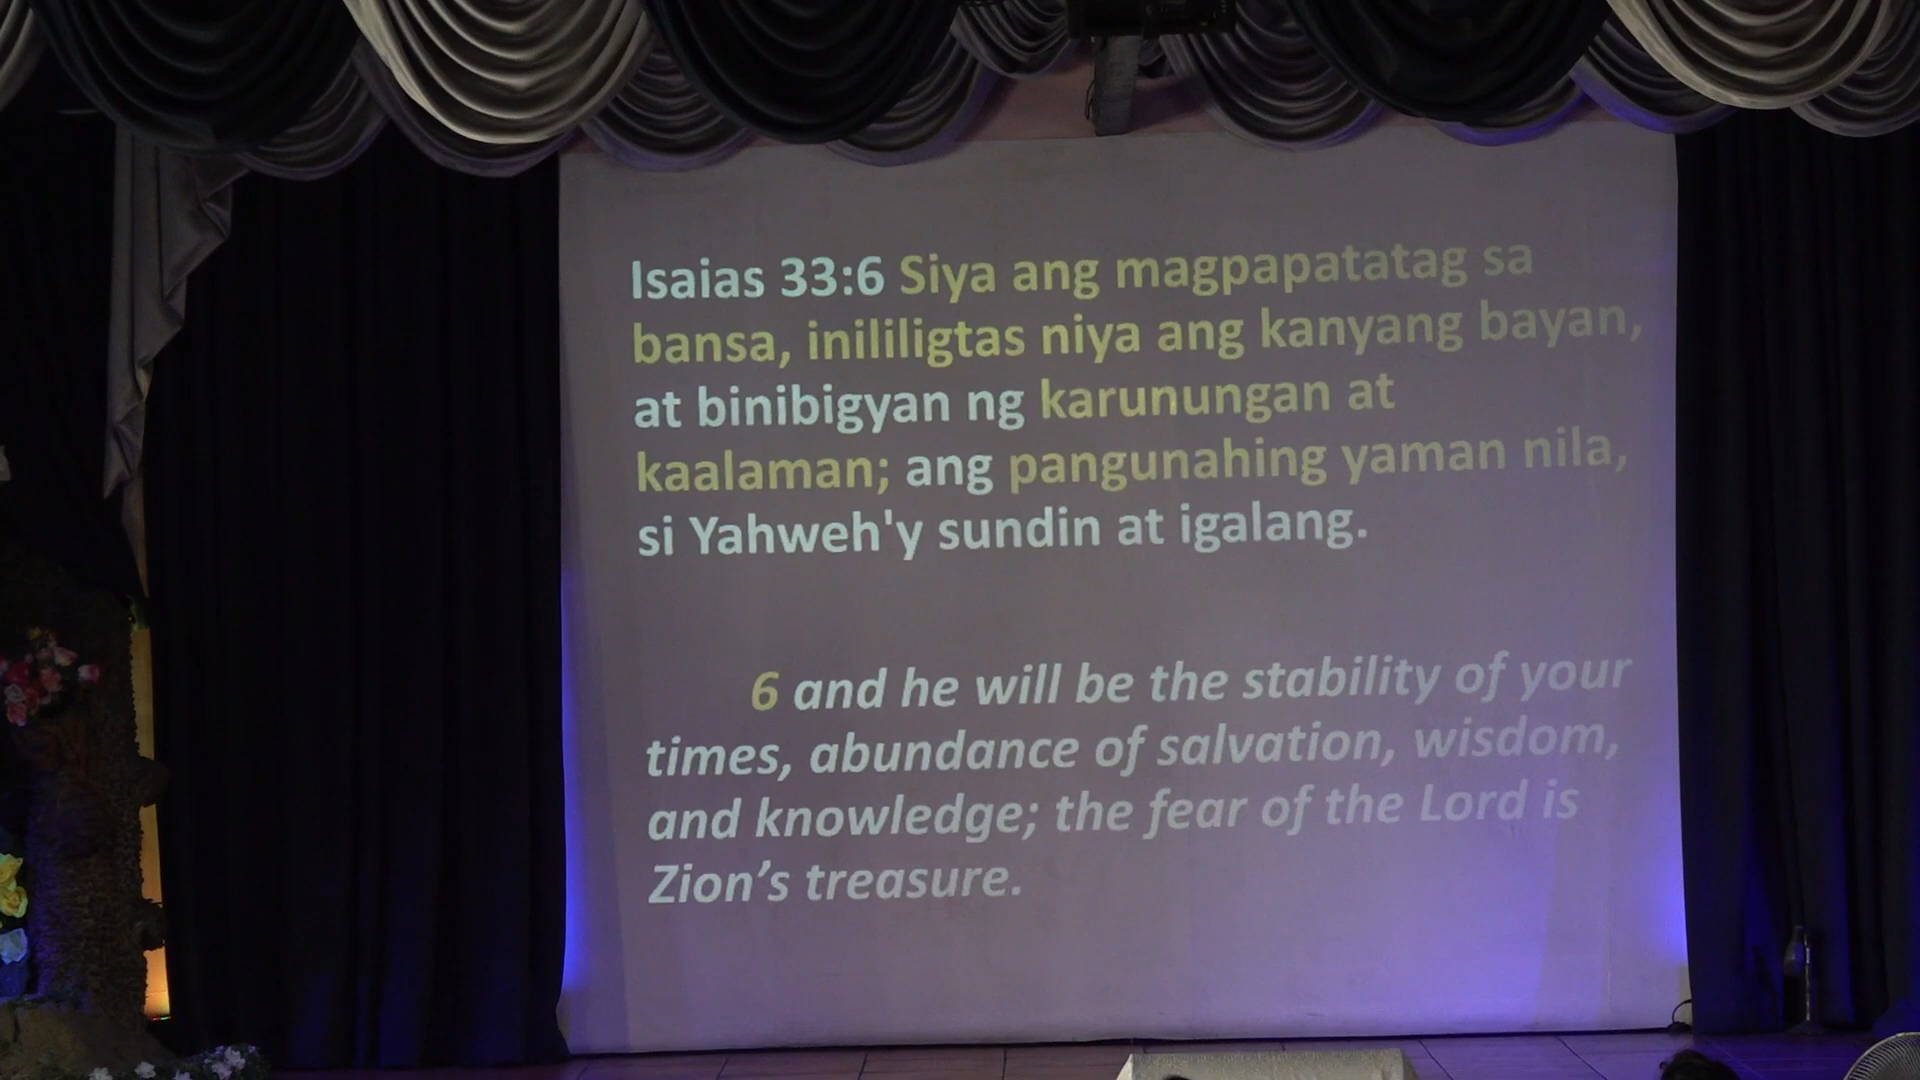 Isaias 33:6 Siya ang magpapatatag sa
bansa, inililigtas niya ang kanyang bayan,
at binibigyan ng karunungan at
kaalaman; ang pangunahing yaman nila,
si Yahweh'y sundin at igalang.
6 and he will be the stability of your
times, abundance of salvation, wisdom,
and knowledge; the fear of the Lord is
Zion’s treasure.